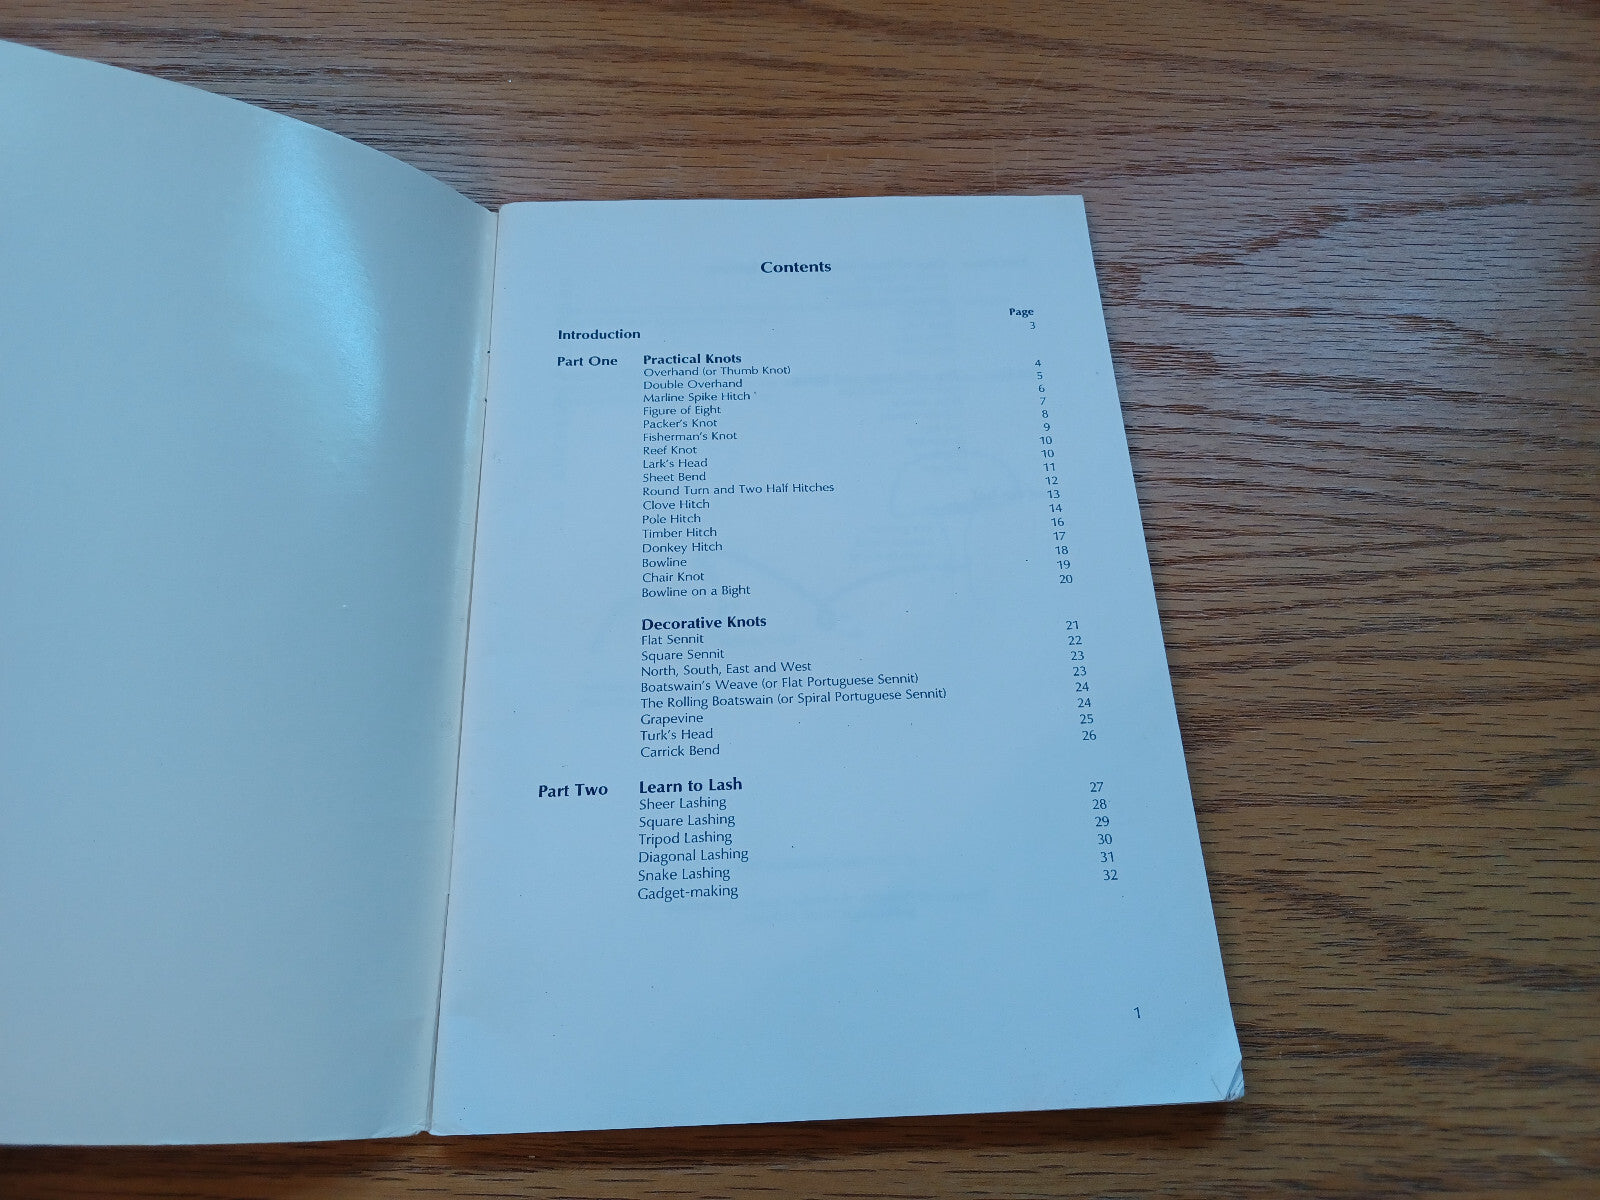 Contents
Page
Introduction 3
Part One Practical Knots
Overhand (or Thumb Knot) 4
Double Overhand 5
Marline Spike Hitch 6
Figure of Eight 7
Packer's Knot 8
Fisherman's Knot 9
Reef Knot 10
Lark's Head 10
Sheet Bend 11
Round Turn and Two Half Hitches 12
Clove Hitch 13
Pole Hitch 14
Timber Hitch 16
Donkey Hitch 17
Bowline 18
Chair Knot 19
Bowline on a Bight 20
Decorative Knots
Flat Sennit 21
Square Sennit 22
North, South, East and West 23
Boatswain's Weave (or Flat Portuguese Sennit) 23
The Rolling Boatswain (or Spiral Portuguese Sennit) 24
Grapevine 24
Turk's Head 25
Carrick Bend 26
Part Two Learn to Lash
Sheer Lashing 27
Square Lashing 28
Tripod Lashing 29
Diagonal Lashing 30
Snake Lashing 31
Gadget-making 32
1